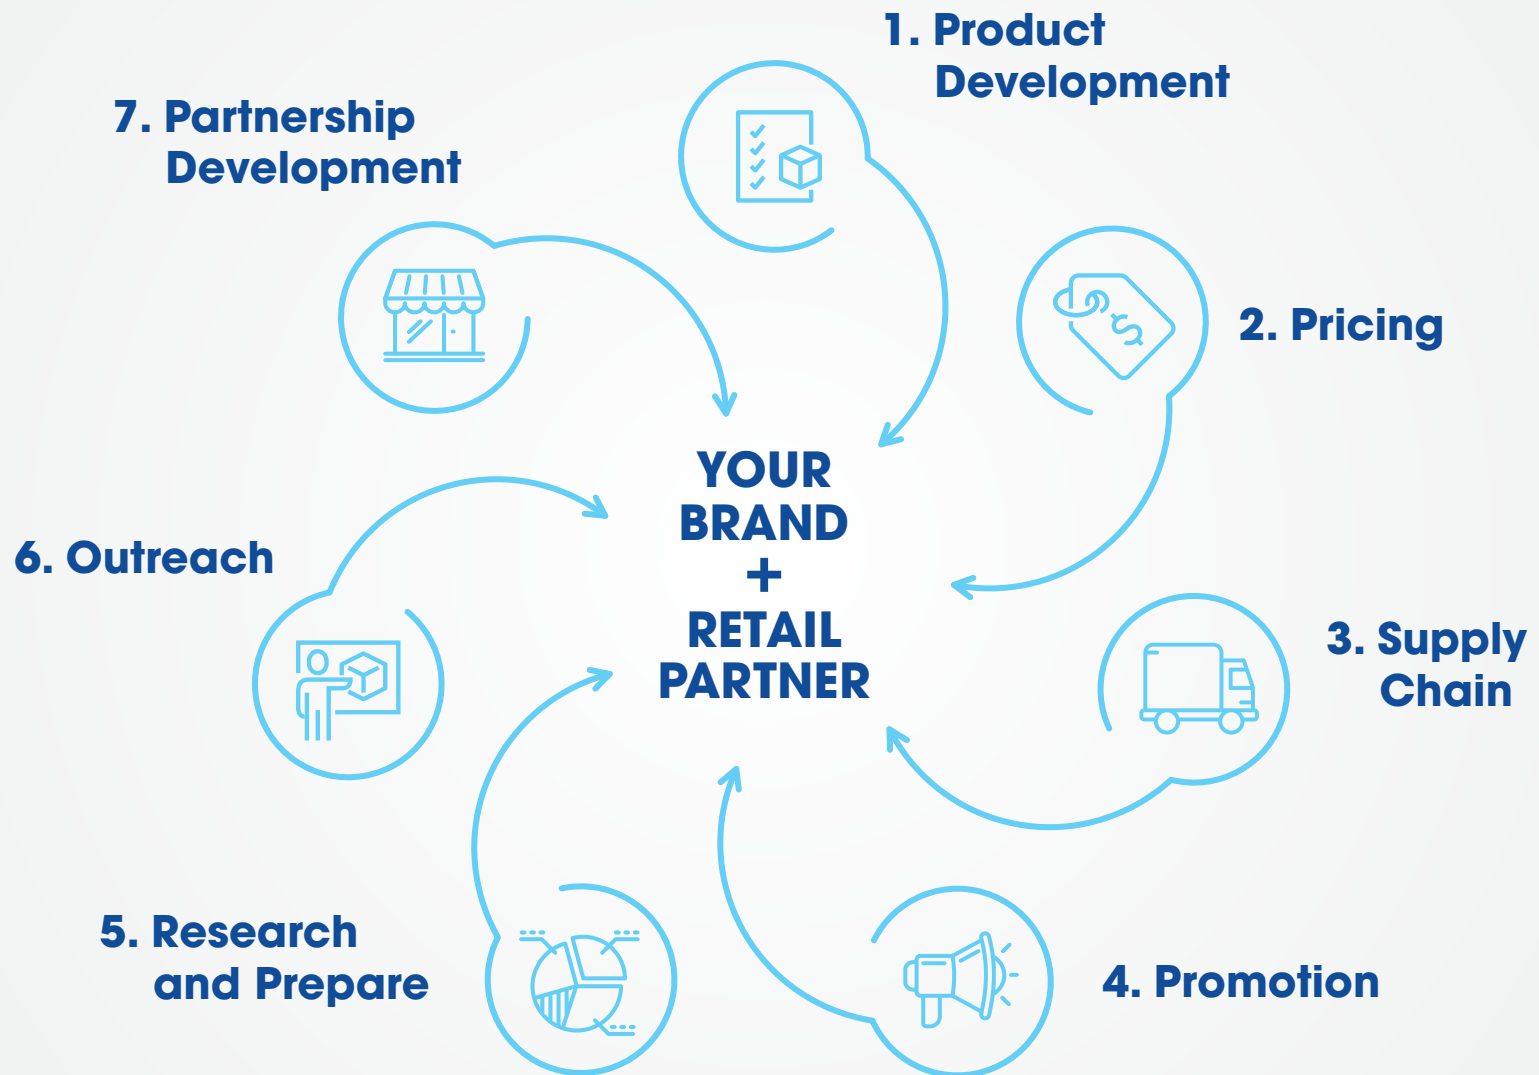 1. Product
Development
2. Pricing
3. Supply
Chain
4. Promotion
5. Research
and Prepare
6. Outreach
7. Partnership
Development
YOUR
BRAND
+
RETAIL
PARTNER
$